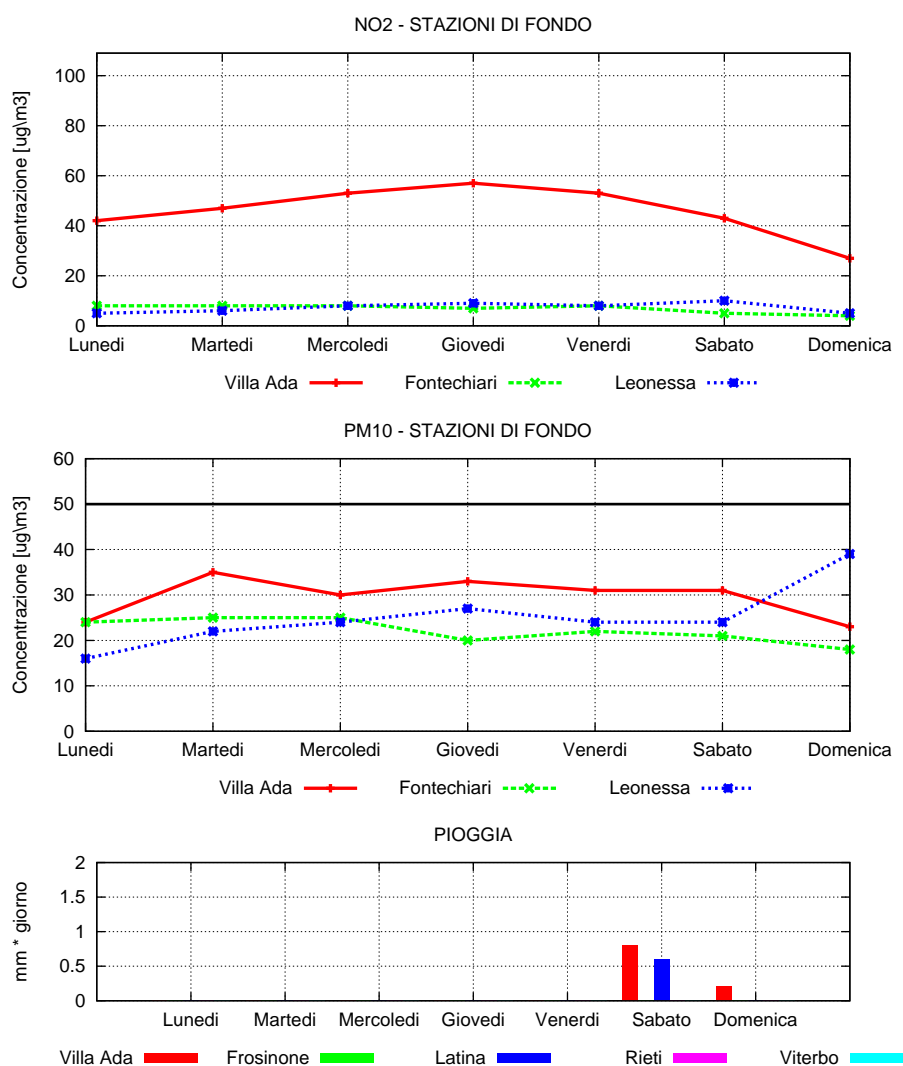 NO2 - STAZIONI DI FONDO
Concentrazione [ug\m3]
100
80
60
40
20
0
Lunedi Martedi Mercoledi Giovedi Venerdi Sabato Domenica
Villa Ada Fontechiari Leonessa
PM10 - STAZIONI DI FONDO
Concentrazione [ug\m3]
60
50
40
30
20
10
0
Lunedi Martedi Mercoledi Giovedi Venerdi Sabato Domenica
Villa Ada Fontechiari Leonessa
PIOGGIA
mm * giorno
2
1.5
1
0.5
0
Lunedi Martedi Mercoledi Giovedi Venerdi Sabato Domenica
Villa Ada Frosinone Latina Rieti Viterbo